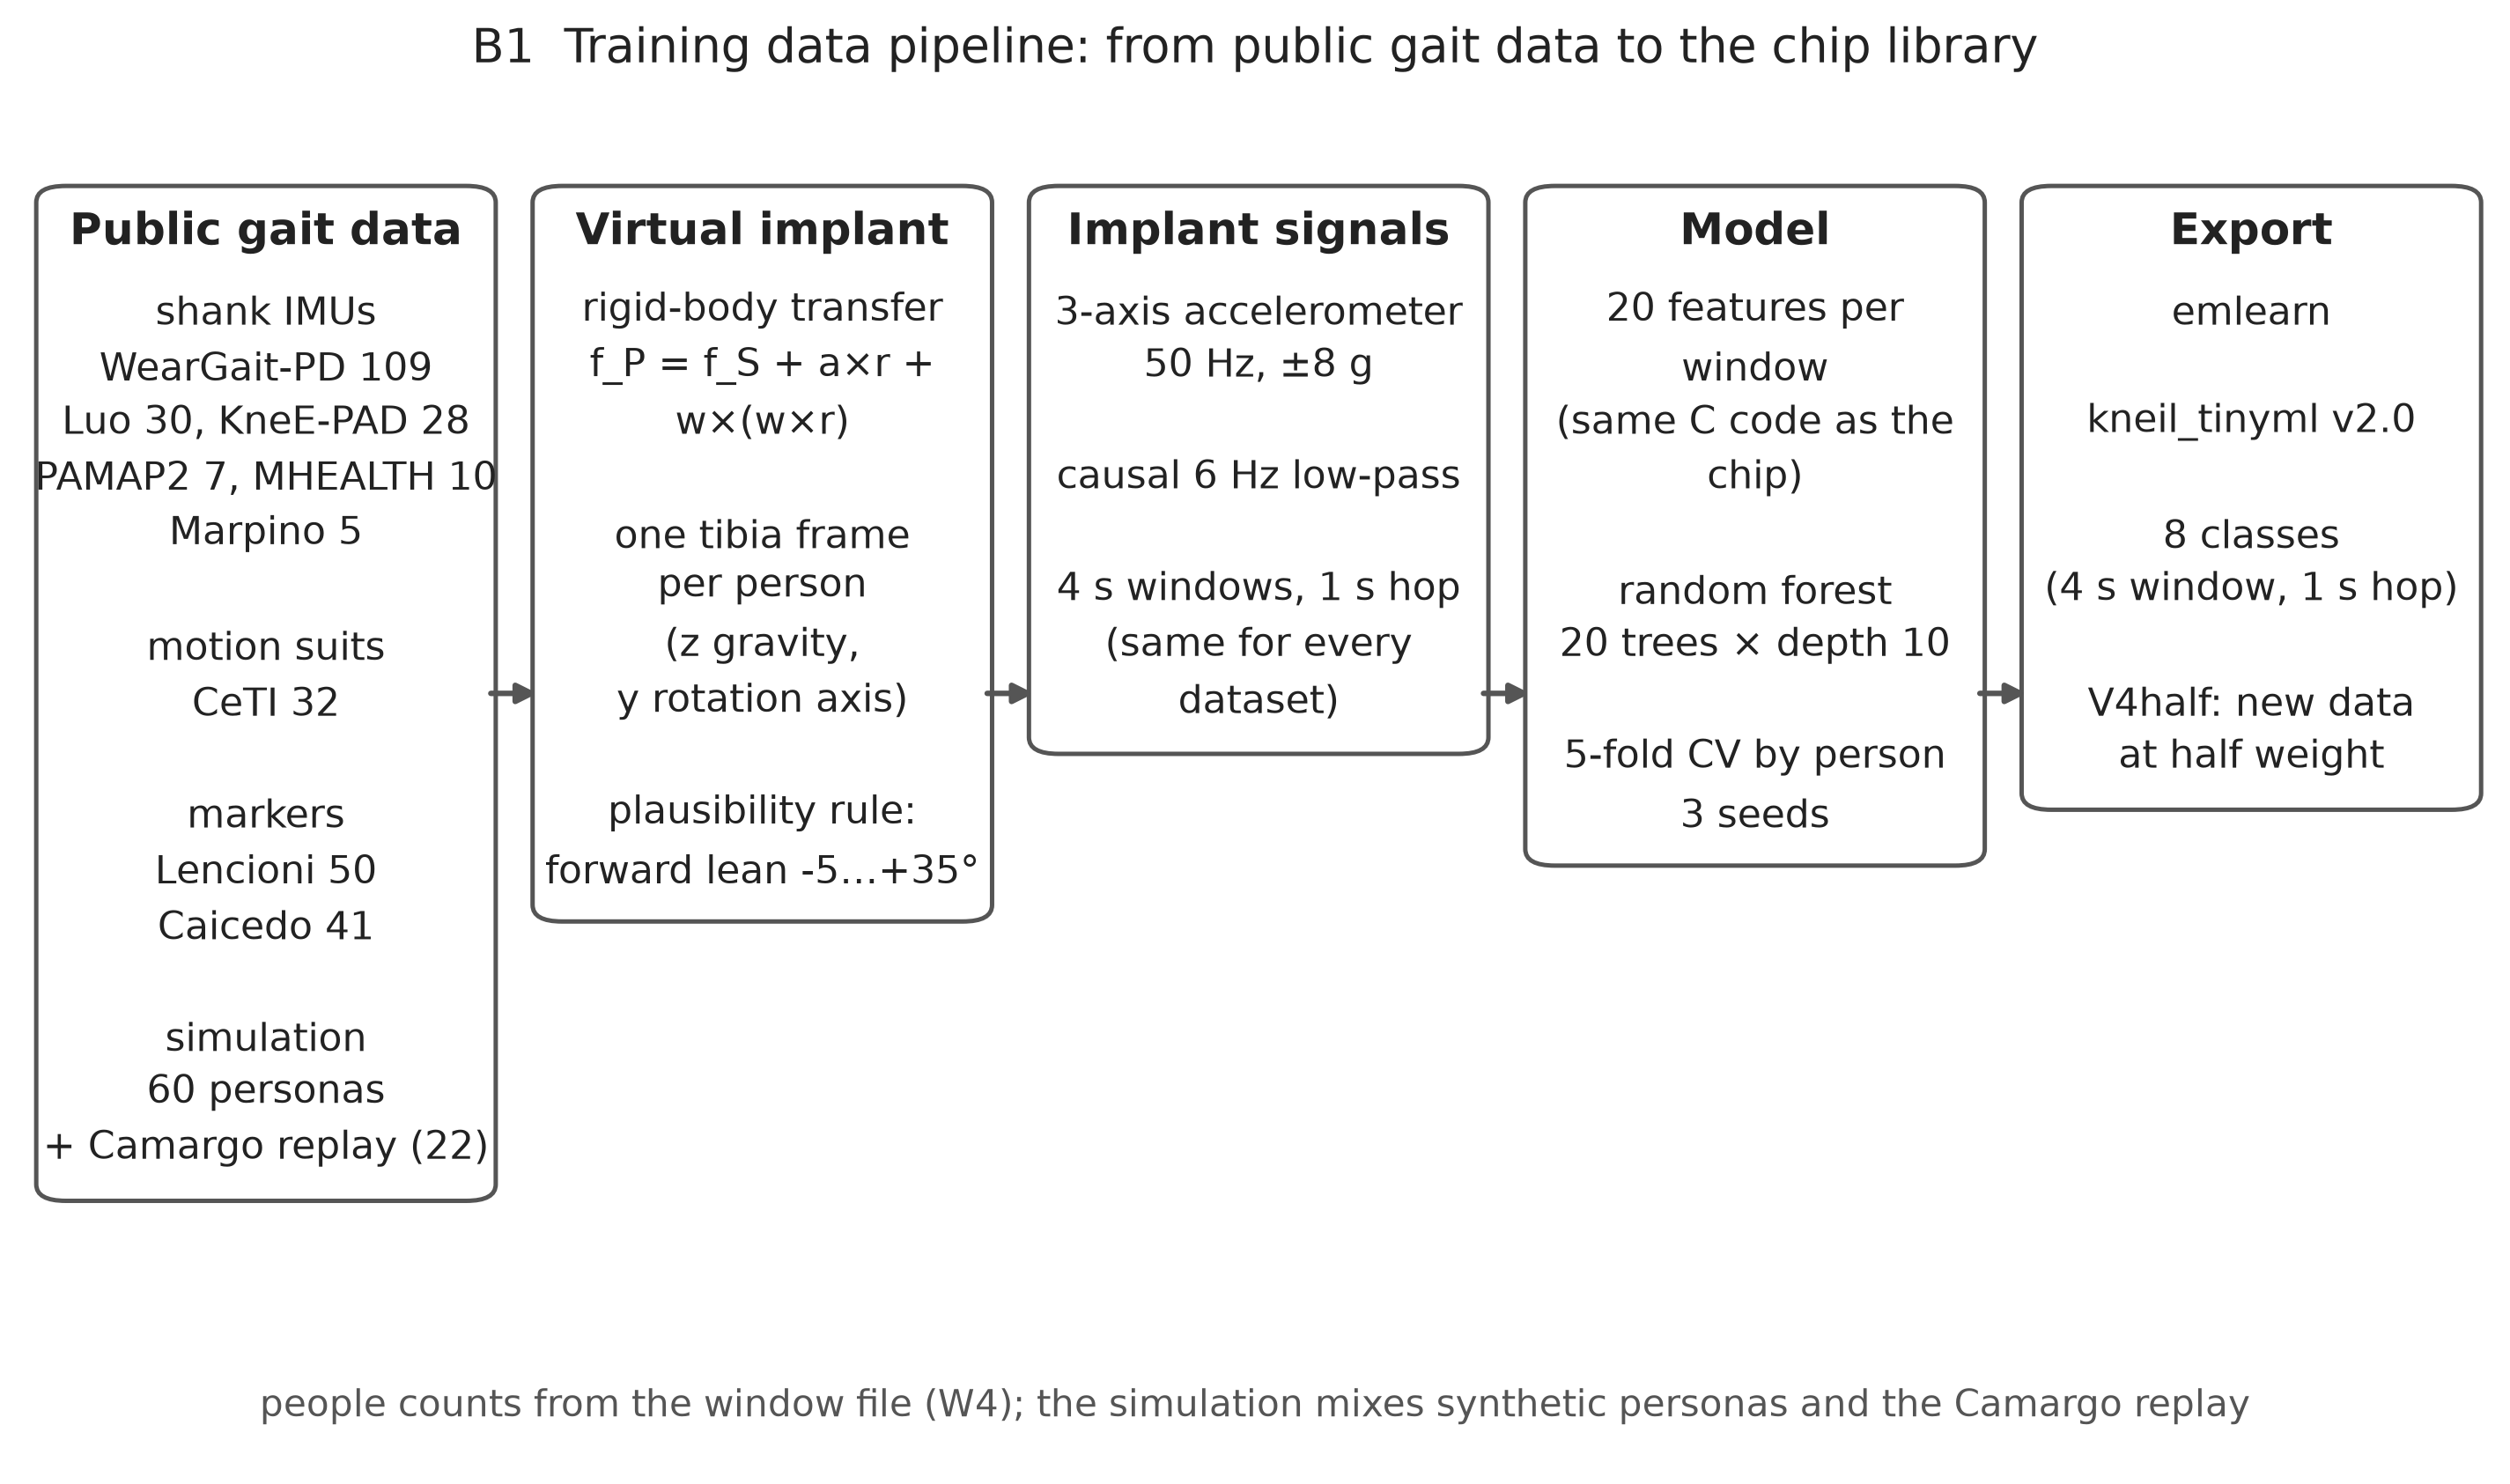 B1  Training data pipeline: from public gait data to the chip library
Public gait data
shank IMUs
WearGait-PD 109
Luo 30, KneE-PAD 28
PAMAP2 7, MHEALTH 10
Marpino 5
motion suits
CeTI 32
markers
Lencioni 50
Caicedo 41
simulation
60 personas
+ Camargo replay (22)
Virtual implant
rigid-body transfer
f_P = f_S + a×r +
w×(w×r)
one tibia frame
per person
(z gravity,
y rotation axis)
plausibility rule:
forward lean -5…+35°
Implant signals
3-axis accelerometer
50 Hz, ±8 g
causal 6 Hz low-pass
4 s windows, 1 s hop
(same for every
dataset)
Model
20 features per
window
(same C code as the
chip)
random forest
20 trees × depth 10
5-fold CV by person
3 seeds
Export
emlearn
kneil_tinyml v2.0
8 classes
(4 s window, 1 s hop)
V4half: new data
at half weight
people counts from the window file (W4); the simulation mixes synthetic personas and the Camargo replay